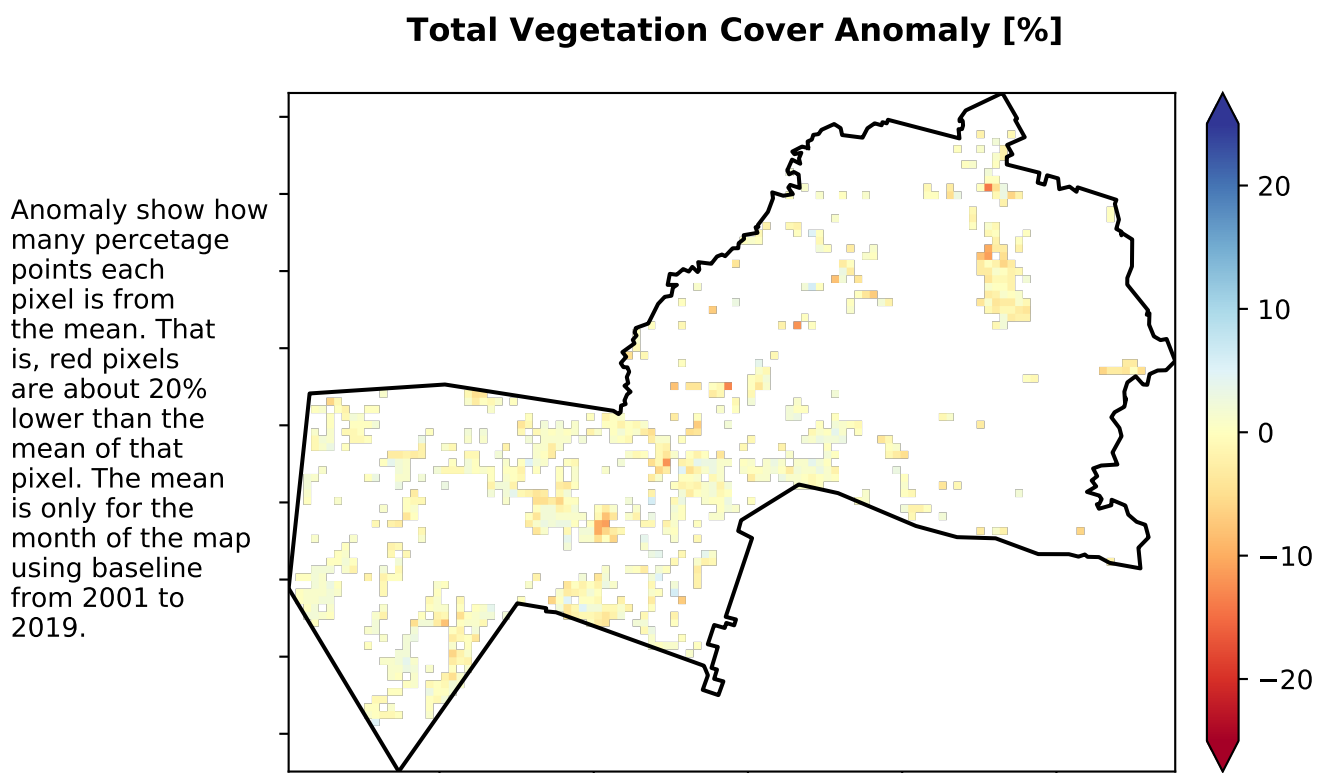 Total Vegetation Cover Anomaly [%]
Anomaly show how
many percetage
points each
pixel is from
the mean. That
is, red pixels
are about 20%
lower than the
mean of that
pixel. The mean
is only for the
month of the map
using baseline
from 2001 to
2019.
20
10
0
−10
−20